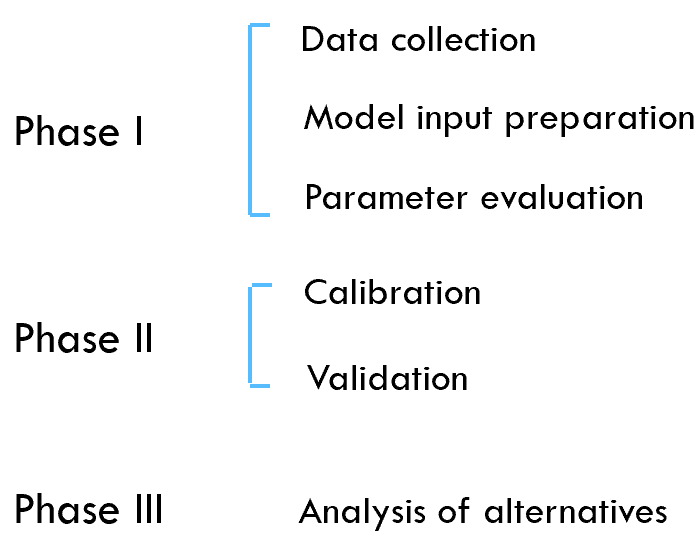 Phase I
Data collection
Model input preparation
Parameter evaluation
Phase II
Calibration
Validation
Phase III
Analysis of alternatives